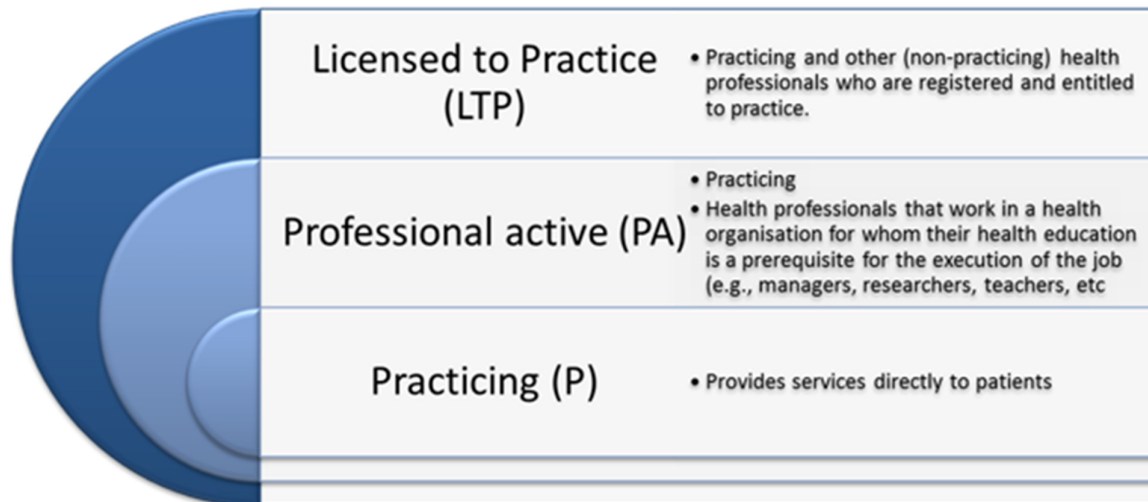 Licensed to Practice
(LTP)
• Practicing and other (non-practicing) health
professionals who are registered and entitled
to practice.
Professional active (PA)
• Practicing
• Health professionals that work in a health
organisation for whom their health education
is a prerequisite for the execution of the job
(e.g., managers, researchers, teachers, etc
Practicing (P)
• Provides services directly to patients